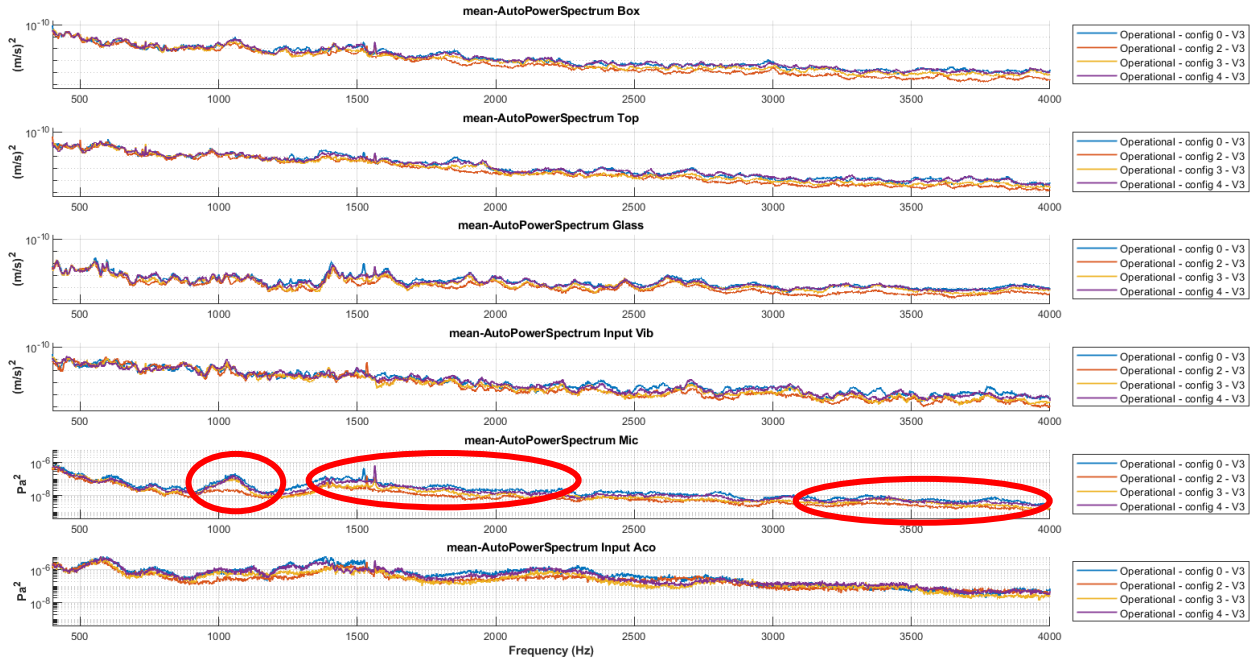 mean-AutoPowerSpectrum Box
10-10
(m/s)2
500 1000 1500 2000 2500 3000 3500 4000
Operational - config 0 - V3
Operational - config 2 - V3
Operational - config 3 - V3
Operational - config 4 - V3
mean-AutoPowerSpectrum Top
10-10
(m/s)2
500 1000 1500 2000 2500 3000 3500 4000
Operational - config 0 - V3
Operational - config 2 - V3
Operational - config 3 - V3
Operational - config 4 - V3
mean-AutoPowerSpectrum Glass
10-10
(m/s)2
500 1000 1500 2000 2500 3000 3500 4000
Operational - config 0 - V3
Operational - config 2 - V3
Operational - config 3 - V3
Operational - config 4 - V3
mean-AutoPowerSpectrum Input Vib
10-10
(m/s)2
500 1000 1500 2000 2500 3000 3500 4000
Operational - config 0 - V3
Operational - config 2 - V3
Operational - config 3 - V3
Operational - config 4 - V3
mean-AutoPowerSpectrum Mic
10-6
10-8
Pa2
500 1000 1500 2000 2500 3000 3500 4000
Operational - config 0 - V3
Operational - config 2 - V3
Operational - config 3 - V3
Operational - config 4 - V3
mean-AutoPowerSpectrum Input Aco
10-6
10-8
Pa2
500 1000 1500 2000 2500 3000 3500 4000
Operational - config 0 - V3
Operational - config 2 - V3
Operational - config 3 - V3
Operational - config 4 - V3
Frequency (Hz)